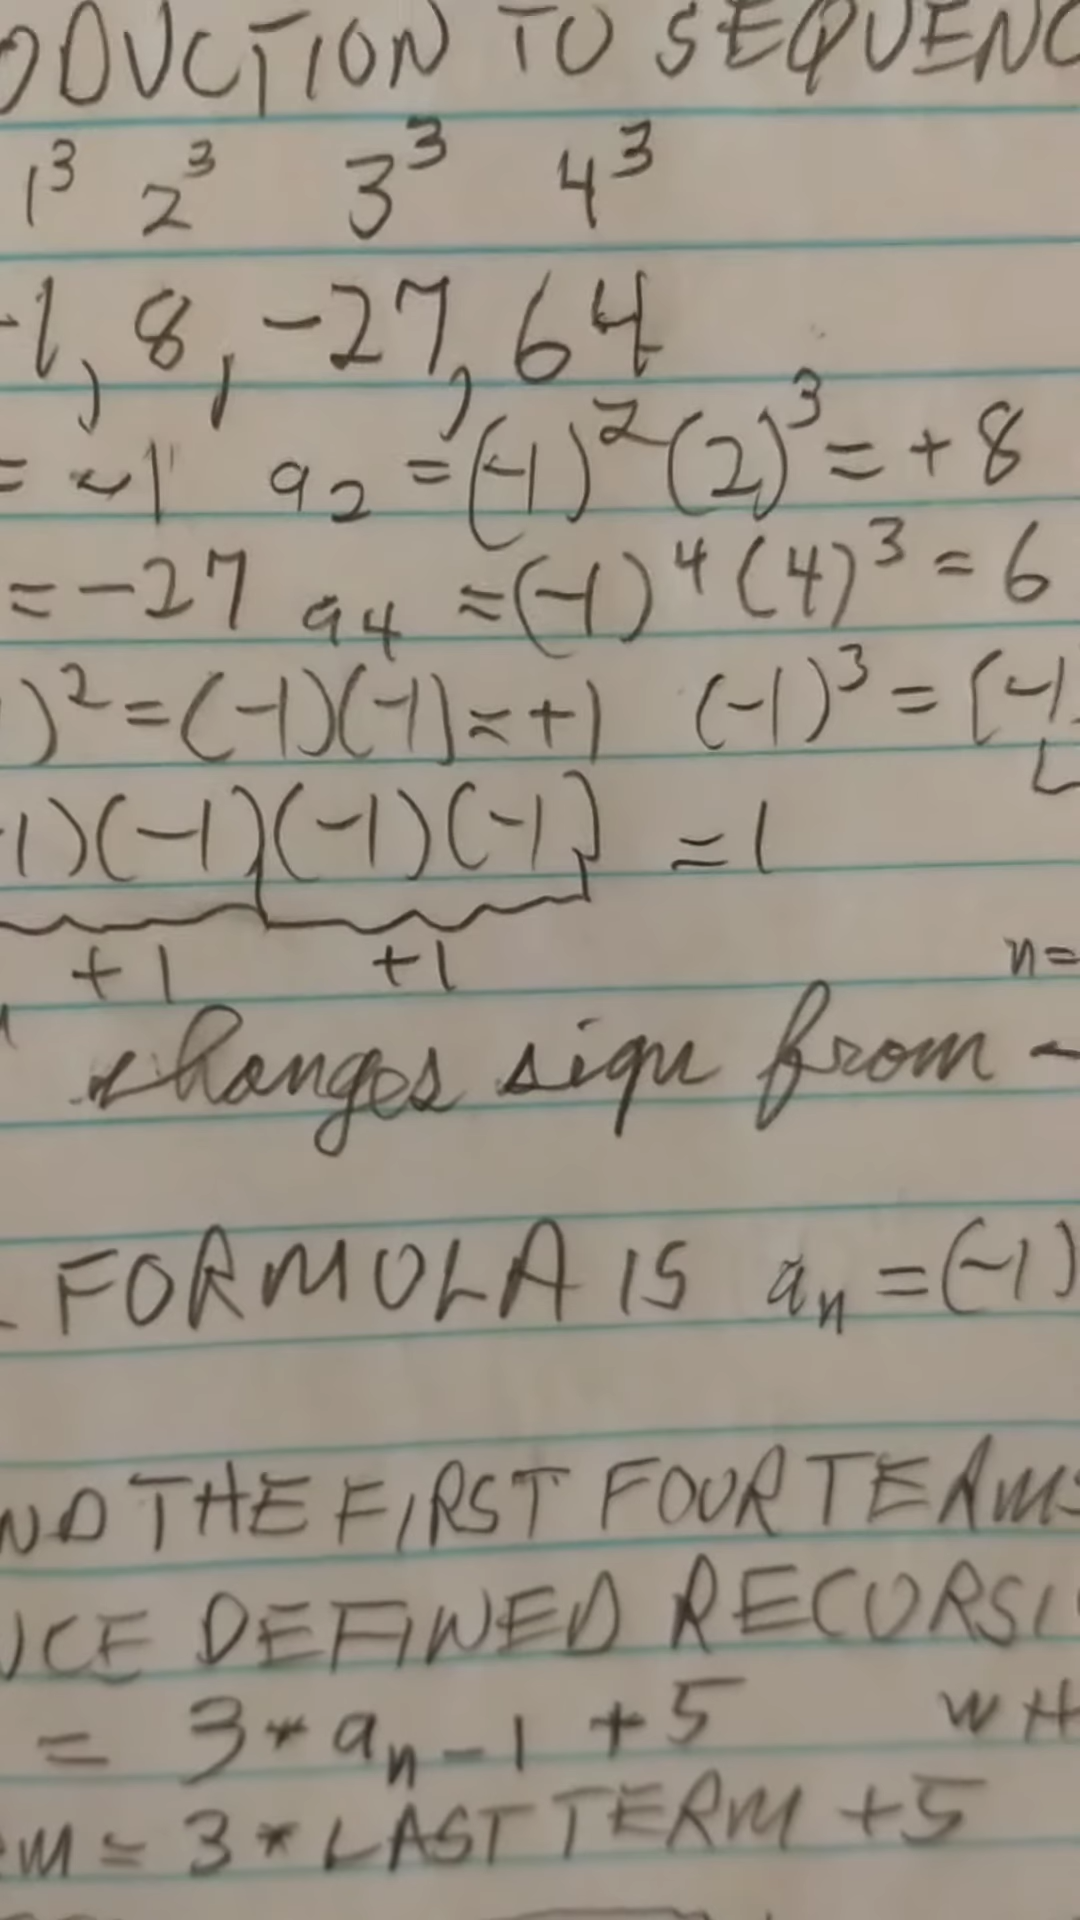 ODUCTION TO SEQUENC
1³ 2³ 3³ 4³
-1, 8, -27, 64
= -1 a₂ = (-1)²(2)³ = +8
= -27 a₄ = (-1)⁴(4)³ = 6
)² = (-1)(-1) = +1 (-1)³ = (-1
1)(-1)(-1)(-1) = 1
+1 +1
n=
changes sign from -
FORMULA IS aₙ = (-1)
ND THE FIRST FOUR TERMS
NCE DEFINED RECURSI
= 3*aₙ₋₁ +5 WH
M = 3*LAST TERM +5